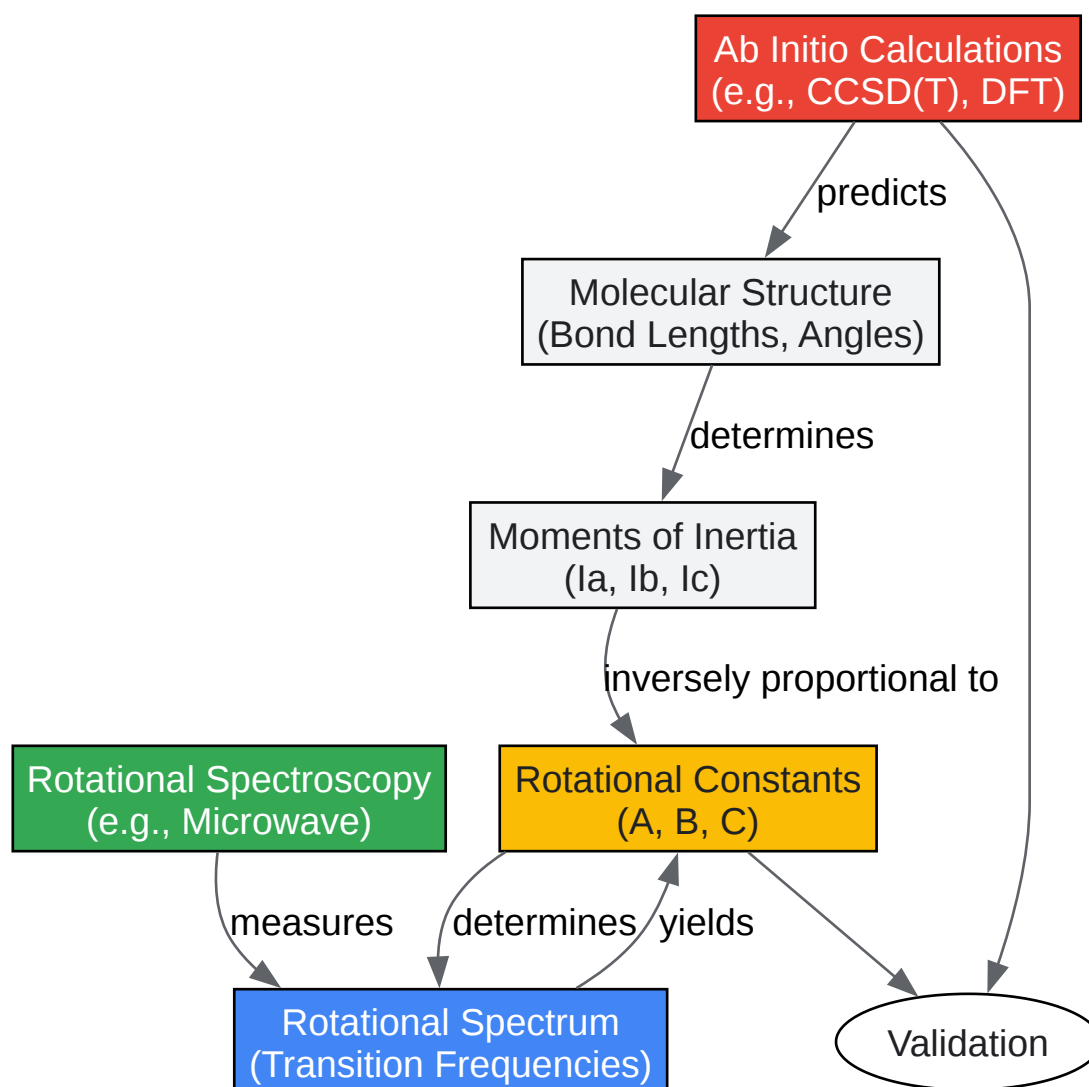 Ab Initio Calculations
(e.g., CCSD(T), DFT)
predicts
Molecular Structure
(Bond Lengths, Angles)
determines
Moments of Inertia
(Ia, Ib, Ic)
inversely proportional to
Rotational Spectroscopy
(e.g., Microwave)
Rotational Constants
(A, B, C)
measures
determines
yields
Rotational Spectrum
(Transition Frequencies)
Validation